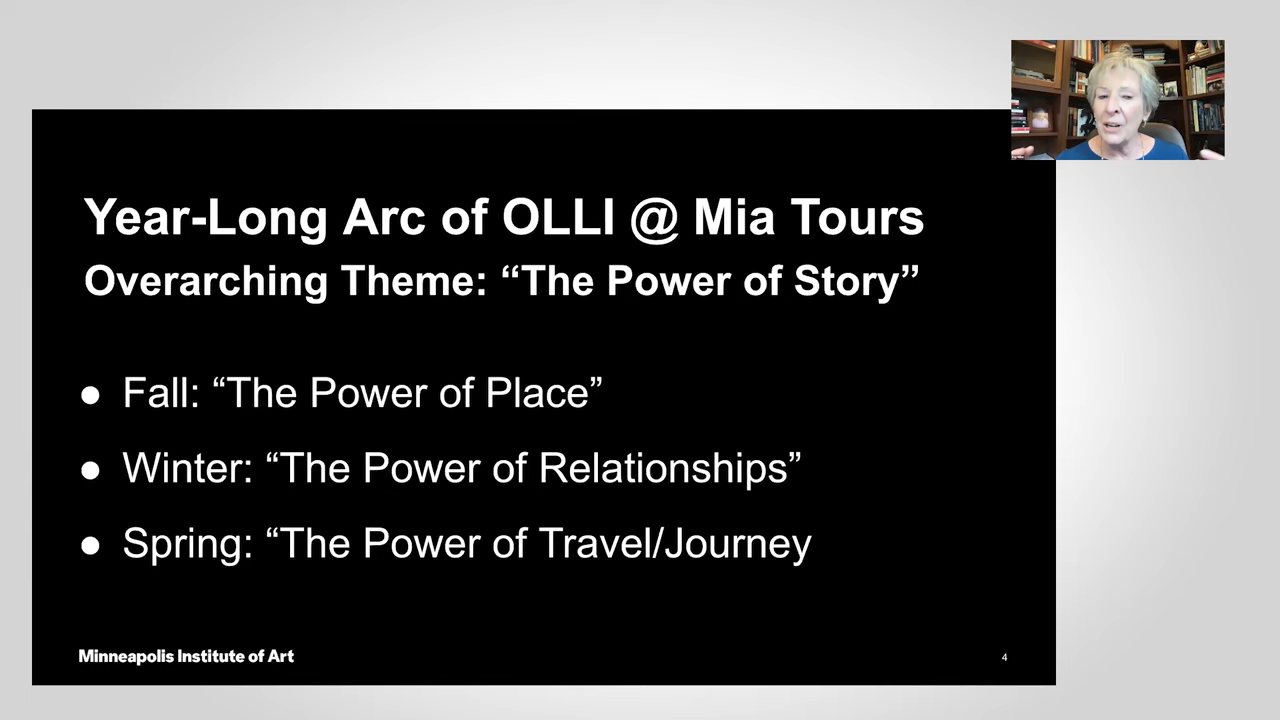 Year-Long Arc of OLLI @ Mia Tours
Overarching Theme: “The Power of Story”
● Fall: “The Power of Place”
● Winter: “The Power of Relationships”
● Spring: “The Power of Travel/Journey
Minneapolis Institute of Art
4